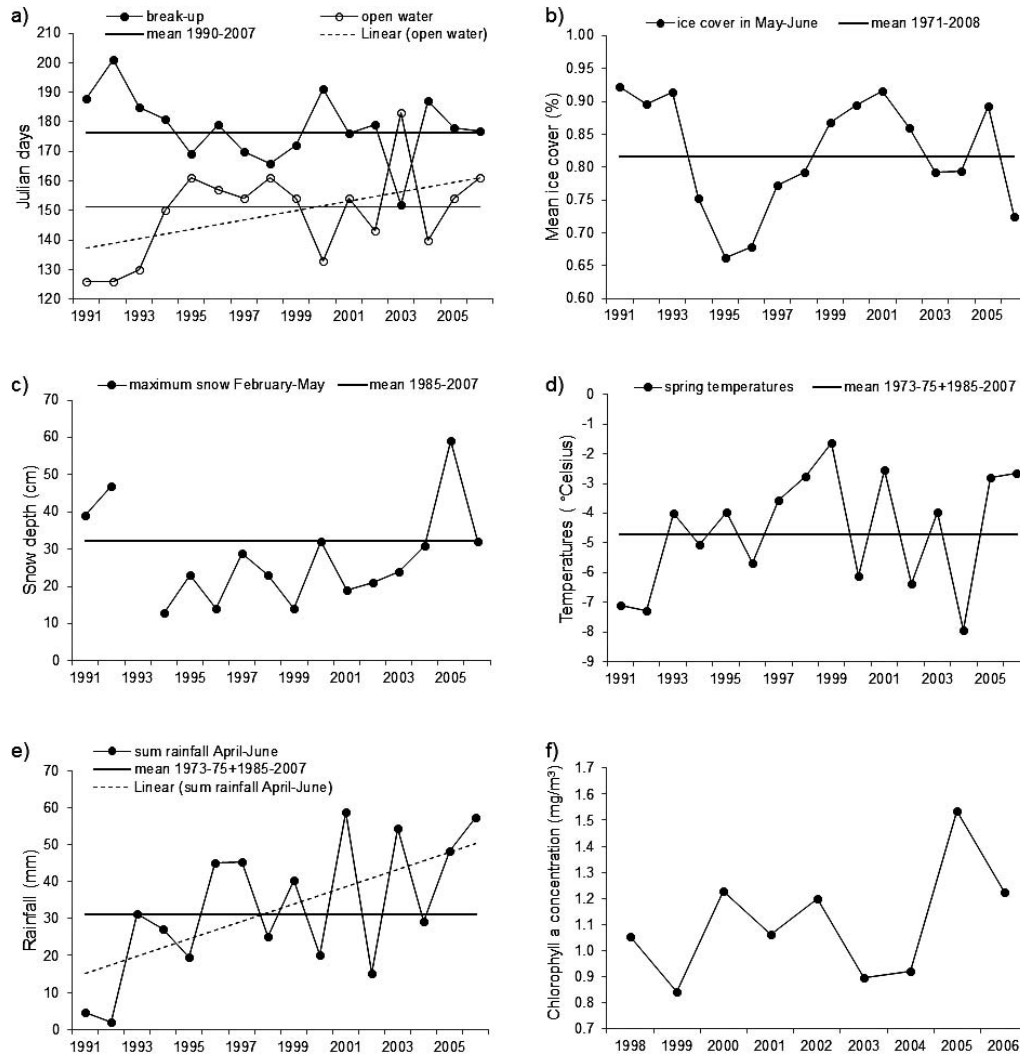 a)
break-up
open water
mean 1990-2007
Linear (open water)
210
200
190
180
170
160
150
140
130
120
Julian days
1991 1993 1995 1997 1999 2001 2003 2005
b)
ice cover in May-June
mean 1971-2008
1.00
0.95
0.90
0.85
0.80
0.75
0.70
0.65
0.60
Mean ice cover (%)
1991 1993 1995 1997 1999 2001 2003 2005
c)
maximum snow February-May
mean 1985-2007
70
60
50
40
30
20
10
0
Snow depth (cm)
1991 1993 1995 1997 1999 2001 2003 2005
d)
spring temperatures
mean 1973-75+1985-2007
-0
-1
-2
-3
-4
-5
-6
-7
-8
-9
Temperatures ( °Celsius)
1991 1993 1995 1997 1999 2001 2003 2005
e)
sum rainfall April-June
mean 1973-75+1985-2007
Linear (sum rainfall April-June)
70
60
50
40
30
20
10
0
Rainfall (mm)
1991 1993 1995 1997 1999 2001 2003 2005
f)
1.7
1.6
1.5
1.4
1.3
1.2
1.1
1.0
0.9
0.8
0.7
Chlorophyll a concentration (mg/m³)
1998 1999 2000 2001 2002 2003 2004 2005 2006